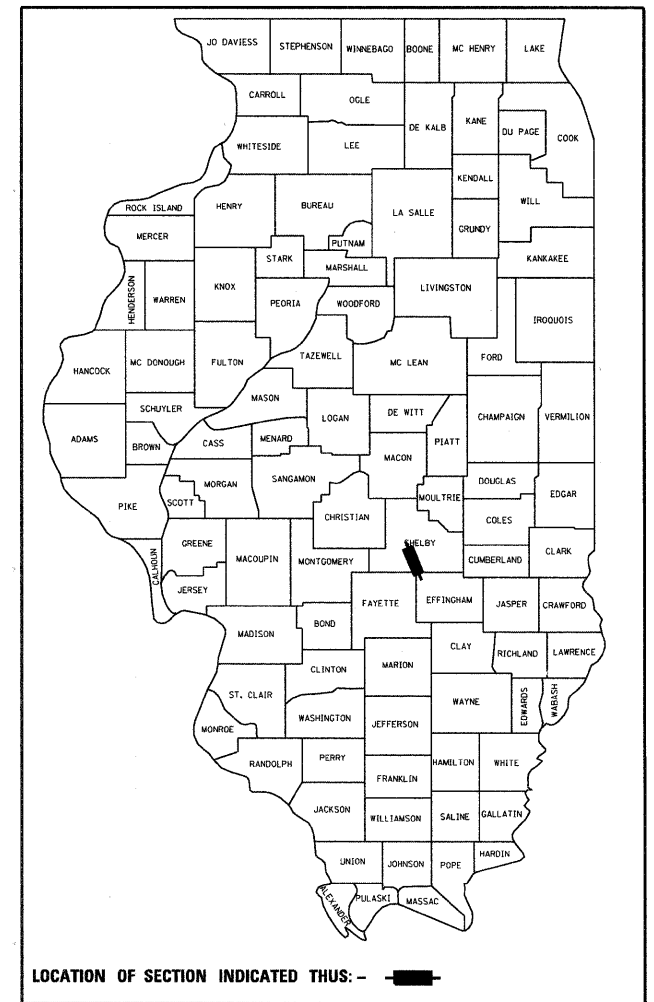 JO DAVIESS STEPHENSON WINNEBAGO BOONE MC HENRY LAKE
CARROLL OGLE DE KALB KANE DU PAGE COOK
WHITESIDE LEE
KENDALL WILL
ROCK ISLAND HENRY BUREAU LA SALLE GRUNDY
MERCER PUTNAM KANKAKEE
STARK MARSHALL
HENDERSON WARREN KNOX PEORIA WOODFORD LIVINGSTON IROQUOIS
HANCOCK MC DONOUGH FULTON TAZEWELL MC LEAN FORD
MASON
SCHUYLER LOGAN DE WITT CHAMPAIGN VERMILION
ADAMS BROWN CASS MENARD PIATT
MACON
PIKE SCOTT MORGAN SANGAMON MOULTRIE DOUGLAS EDGAR
CHRISTIAN COLES
CALHOUN GREENE MACOUPIN MONTGOMERY SHELBY CUMBERLAND CLARK
JERSEY FAYETTE EFFINGHAM JASPER CRAWFORD
MADISON BOND
CLAY RICHLAND LAWRENCE
CLINTON MARION
ST. CLAIR WAYNE EDWARDS WABASH
WASHINGTON JEFFERSON
MONROE
RANDOLPH PERRY HAMILTON WHITE
FRANKLIN
JACKSON WILLIAMSON SALINE GALLATIN
UNION JOHNSON POPE HARDIN
ALEXANDER PULASKI MASSAC
LOCATION OF SECTION INDICATED THUS: -